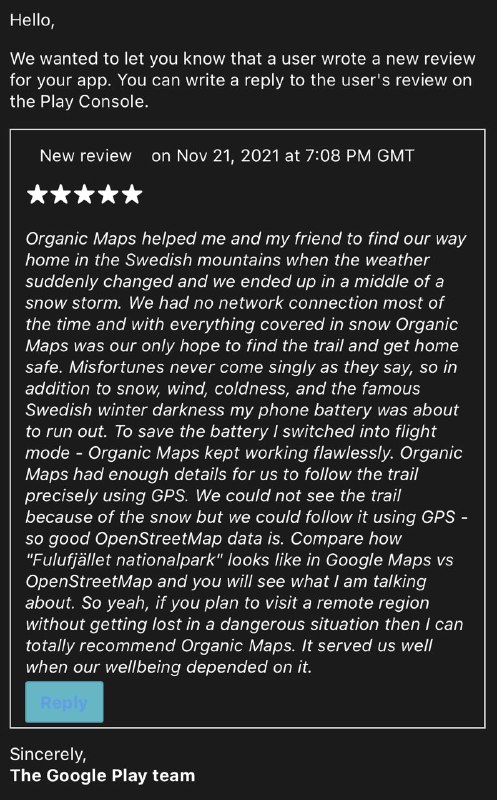 Hello,
We wanted to let you know that a user wrote a new review
for your app. You can write a reply to the user's review on
the Play Console.
New review on Nov 21, 2021 at 7:08 PM GMT
Organic Maps helped me and my friend to find our way
home in the Swedish mountains when the weather
suddenly changed and we ended up in a middle of a
snow storm. We had no network connection most of
the time and with everything covered in snow Organic
Maps was our only hope to find the trail and get home
safe. Misfortunes never come singly as they say, so in
addition to snow, wind, coldness, and the famous
Swedish winter darkness my phone battery was about
to run out. To save the battery I switched into flight
mode - Organic Maps kept working flawlessly. Organic
Maps had enough details for us to follow the trail
precisely using GPS. We could not see the trail
because of the snow but we could follow it using GPS -
so good OpenStreetMap data is. Compare how
"Fulufjället nationalpark" looks like in Google Maps vs
OpenStreetMap and you will see what I am talking
about. So yeah, if you plan to visit a remote region
without getting lost in a dangerous situation then I can
totally recommend Organic Maps. It served us well
when our wellbeing depended on it.
Reply
Sincerely,
The Google Play team